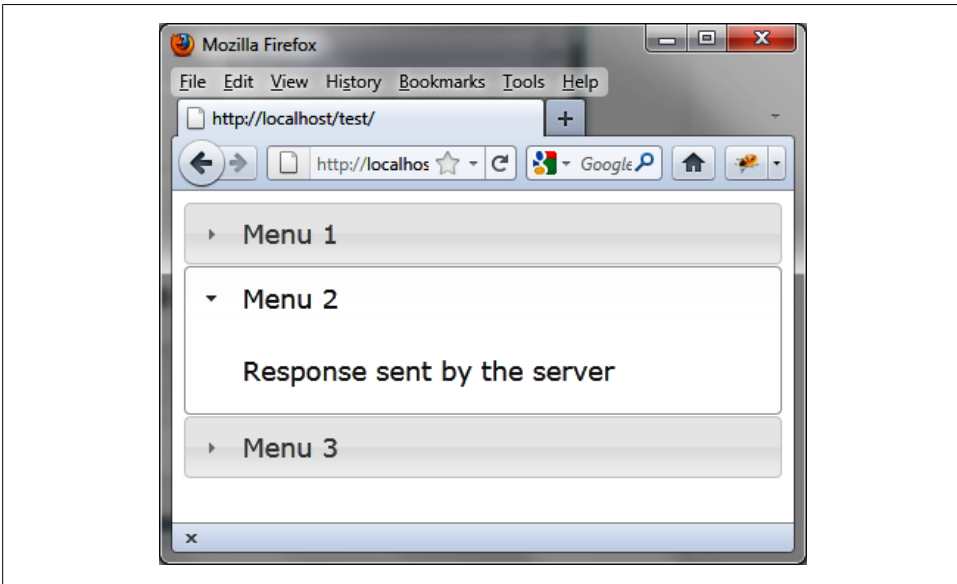 Mozilla Firefox
File Edit View History Bookmarks Tools Help
http://localhost/test/
http://localhos
Google
Menu 1
Menu 2
Response sent by the server
Menu 3